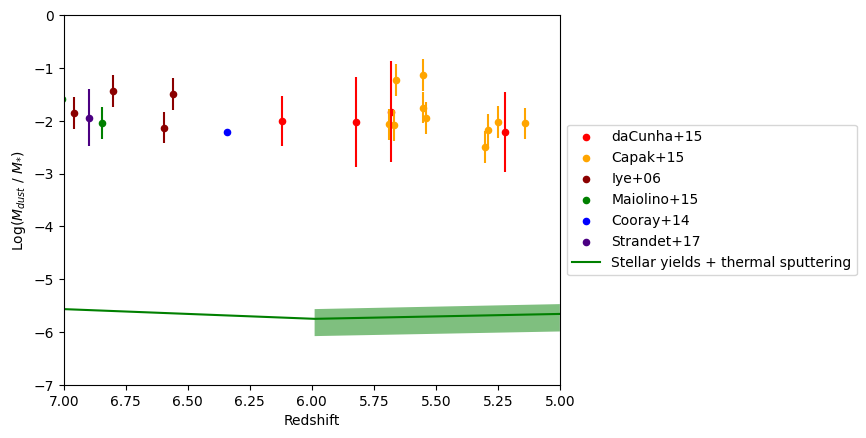 0
−1
−2
−3
−4
−5
−6
−7
Log(M_dust / M_*)
7.00 6.75 6.50 6.25 6.00 5.75 5.50 5.25 5.00
Redshift
daCunha+15
Capak+15
Iye+06
Maiolino+15
Cooray+14
Strandet+17
Stellar yields + thermal sputtering